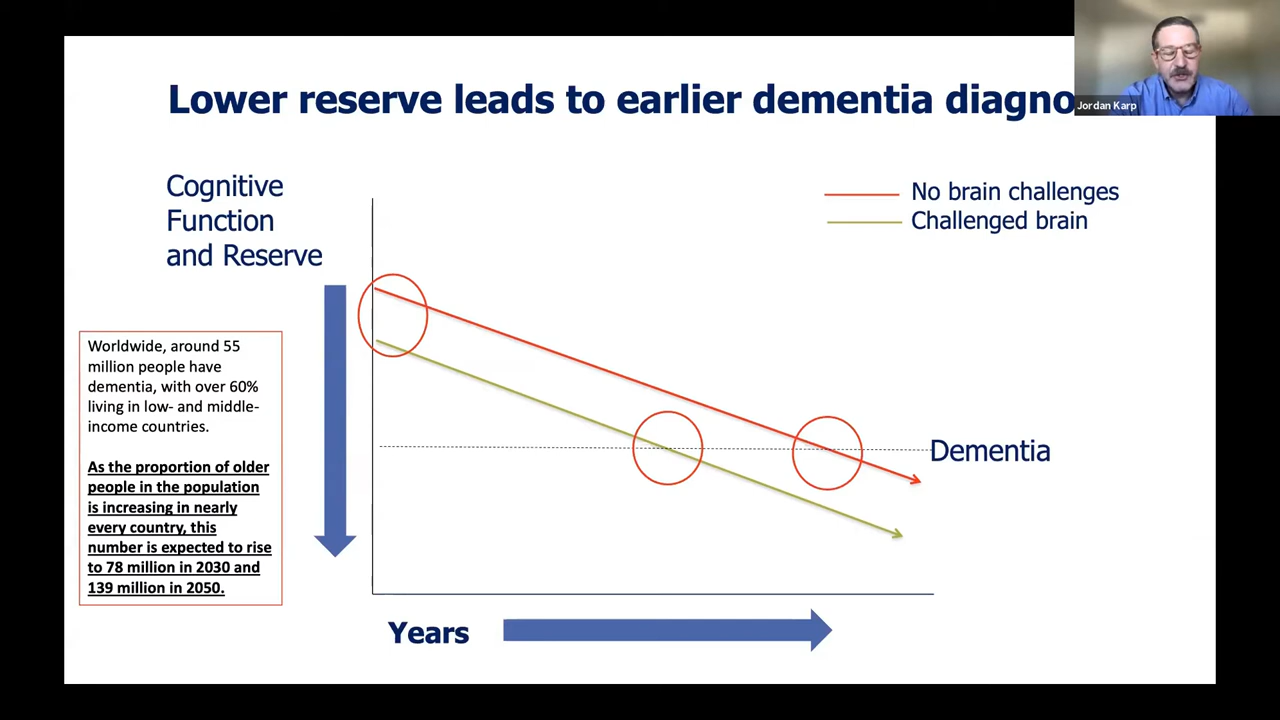 Lower reserve leads to earlier dementia
Jordan Karp
Cognitive
Function
and Reserve
No brain challenges
Challenged brain
Worldwide, around 55
million people have
dementia, with over 60%
living in low- and middle-
income countries.
As the proportion of older
people in the population
is increasing in nearly
every country, this
number is expected to rise
to 78 million in 2030 and
139 million in 2050.
Dementia
Years